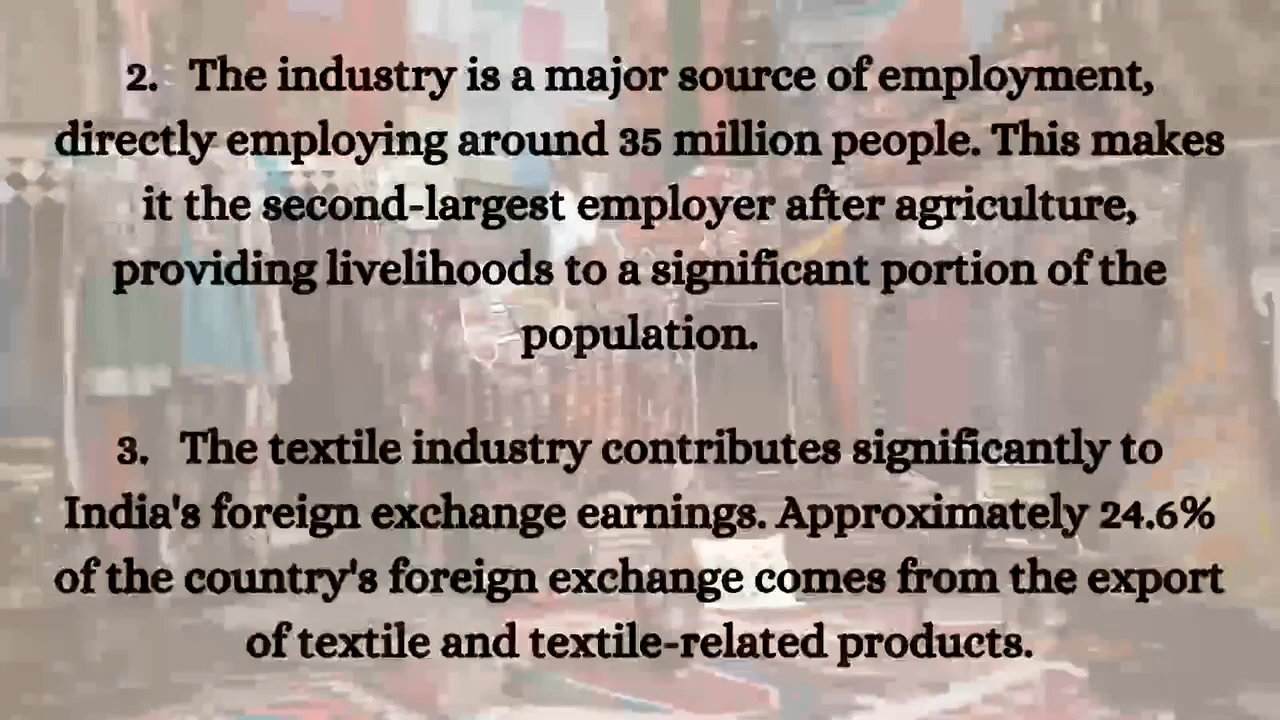 2. The industry is a major source of employment,
directly employing around 35 million people. This makes
it the second-largest employer after agriculture,
providing livelihoods to a significant portion of the
population.
3. The textile industry contributes significantly to
India's foreign exchange earnings. Approximately 24.6%
of the country's foreign exchange comes from the export
of textile and textile-related products.